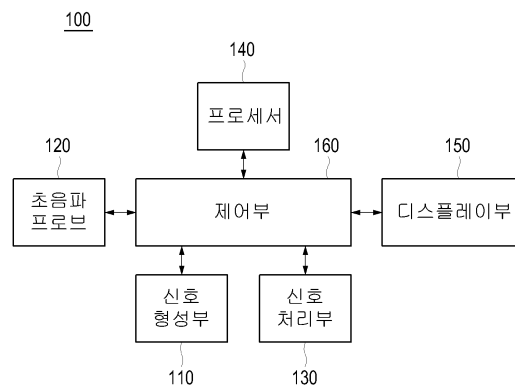 100
140
프로세서
120
160
150
초음파
프로브
제어부
디스플레이부
신호
형성부
신호
처리부
110
130